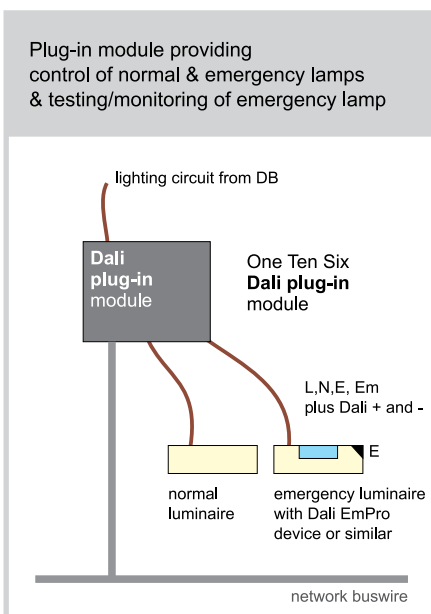 Plug-in module providing
control of normal & emergency lamps
& testing/monitoring of emergency lamp
lighting circuit from DB
Dali
plug-in
module
One Ten Six
Dali plug-in
module
L,N,E, Em
plus Dali + and -
E
normal
luminaire
emergency luminaire
with Dali EmPro
device or similar
network buswire